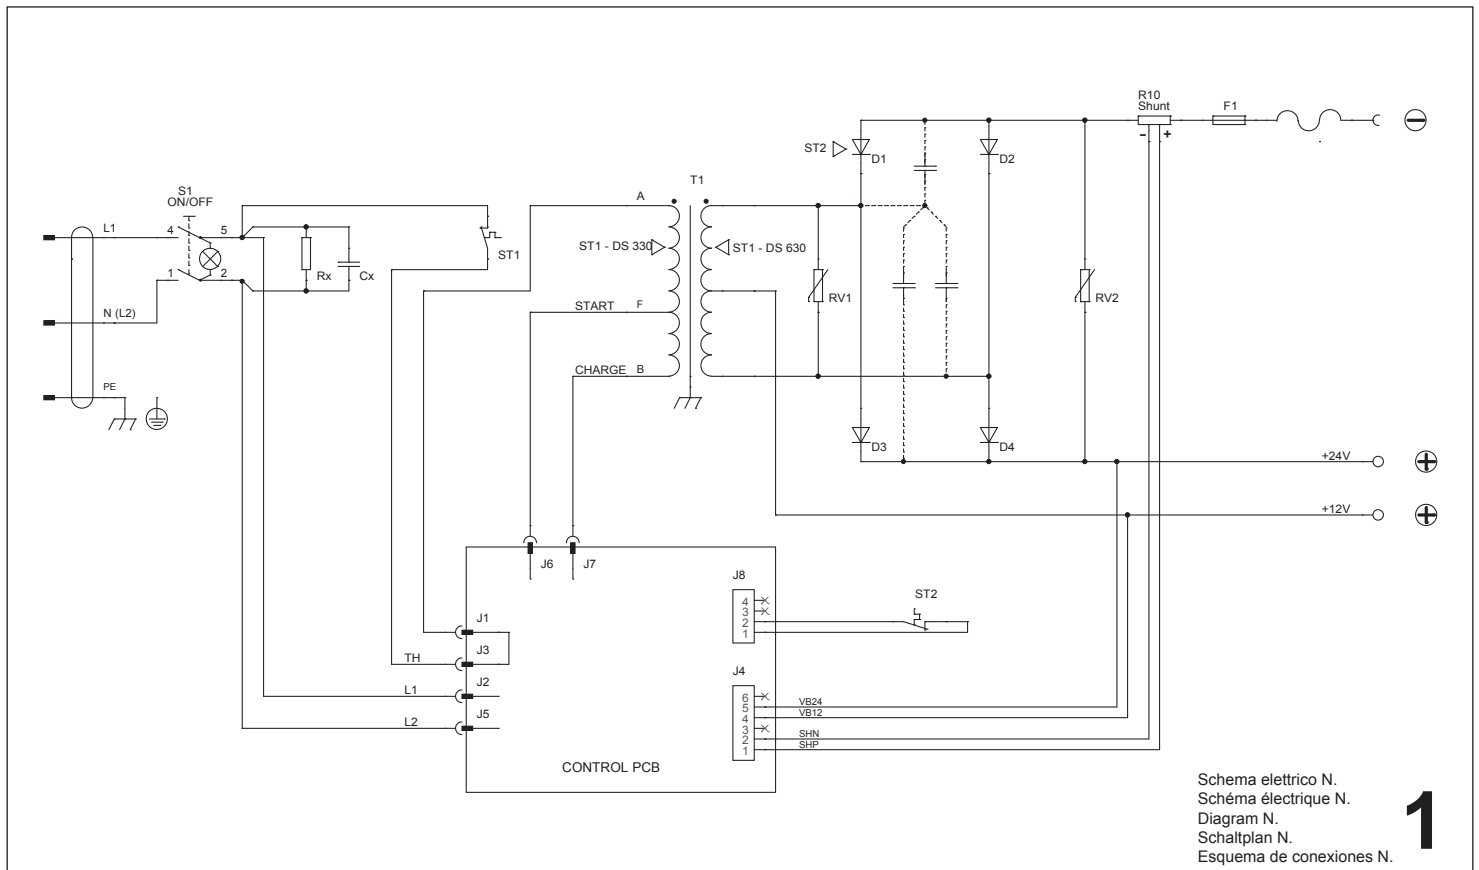 R10
Shunt
F1
- +
ST2
D1
D2
T1
S1
ON/OFF
A
L1
4
5
ST1
ST1 - DS 330
ST1 - DS 630
1
2
Rx
Cx
RV1
RV2
N (L2)
START
F
CHARGE
B
PE
D3
D4
+24V
+12V
J6
J7
J8
4
3
2
1
ST2
J1
J3
TH
J2
L1
J5
L2
J4
6
5
4
3
2
1
VB24
VB12
SHN
SHP
CONTROL PCB
Schema elettrico N.
Schéma électrique N.
Diagram N.
Schaltplan N.
Esquema de conexiones N.
1